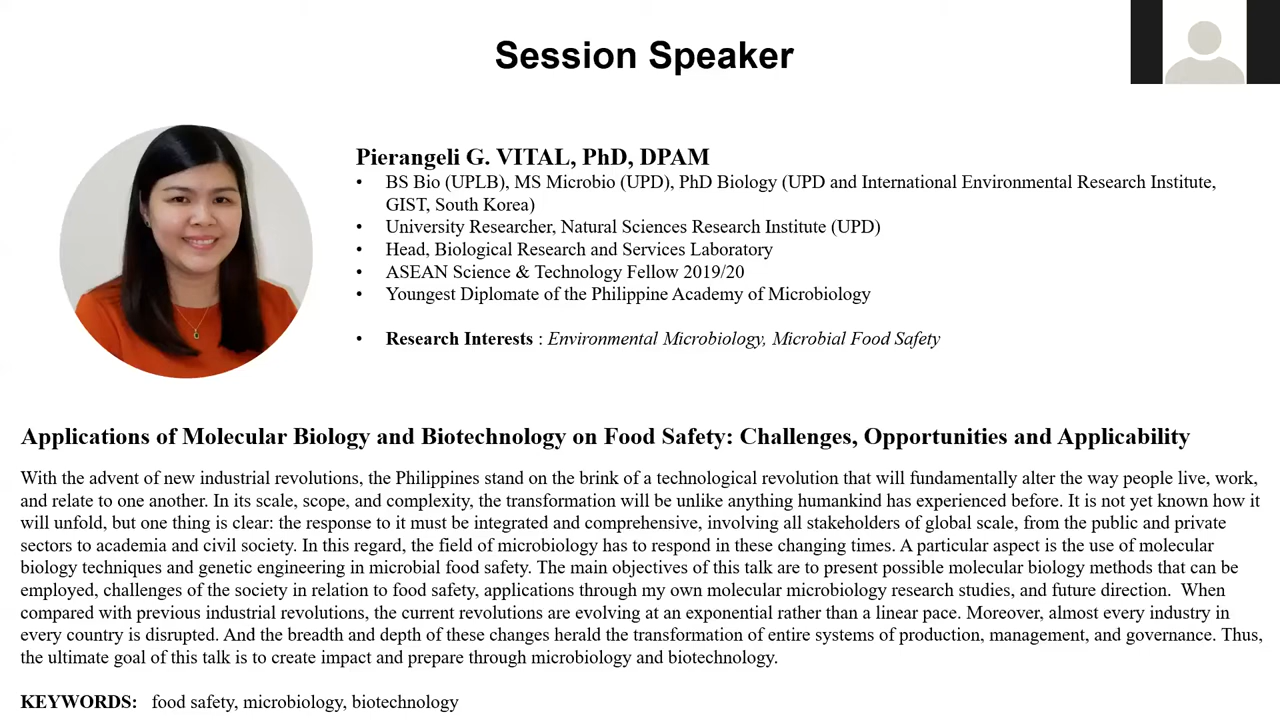 Session Speaker
Pierangeli G. VITAL, PhD, DPAM
• BS Bio (UPLB), MS Microbio (UPD), PhD Biology (UPD and International Environmental Research Institute,
GIST, South Korea)
• University Researcher, Natural Sciences Research Institute (UPD)
• Head, Biological Research and Services Laboratory
• ASEAN Science & Technology Fellow 2019/20
• Youngest Diplomate of the Philippine Academy of Microbiology
• Research Interests : Environmental Microbiology, Microbial Food Safety
Applications of Molecular Biology and Biotechnology on Food Safety: Challenges, Opportunities and Applicability
With the advent of new industrial revolutions, the Philippines stand on the brink of a technological revolution that will fundamentally alter the way people live, work,
and relate to one another. In its scale, scope, and complexity, the transformation will be unlike anything humankind has experienced before. It is not yet known how it
will unfold, but one thing is clear: the response to it must be integrated and comprehensive, involving all stakeholders of global scale, from the public and private
sectors to academia and civil society. In this regard, the field of microbiology has to respond in these changing times. A particular aspect is the use of molecular
biology techniques and genetic engineering in microbial food safety. The main objectives of this talk are to present possible molecular biology methods that can be
employed, challenges of the society in relation to food safety, applications through my own molecular microbiology research studies, and future direction.  When
compared with previous industrial revolutions, the current revolutions are evolving at an exponential rather than a linear pace. Moreover, almost every industry in
every country is disrupted. And the breadth and depth of these changes herald the transformation of entire systems of production, management, and governance. Thus,
the ultimate goal of this talk is to create impact and prepare through microbiology and biotechnology.
KEYWORDS: food safety, microbiology, biotechnology